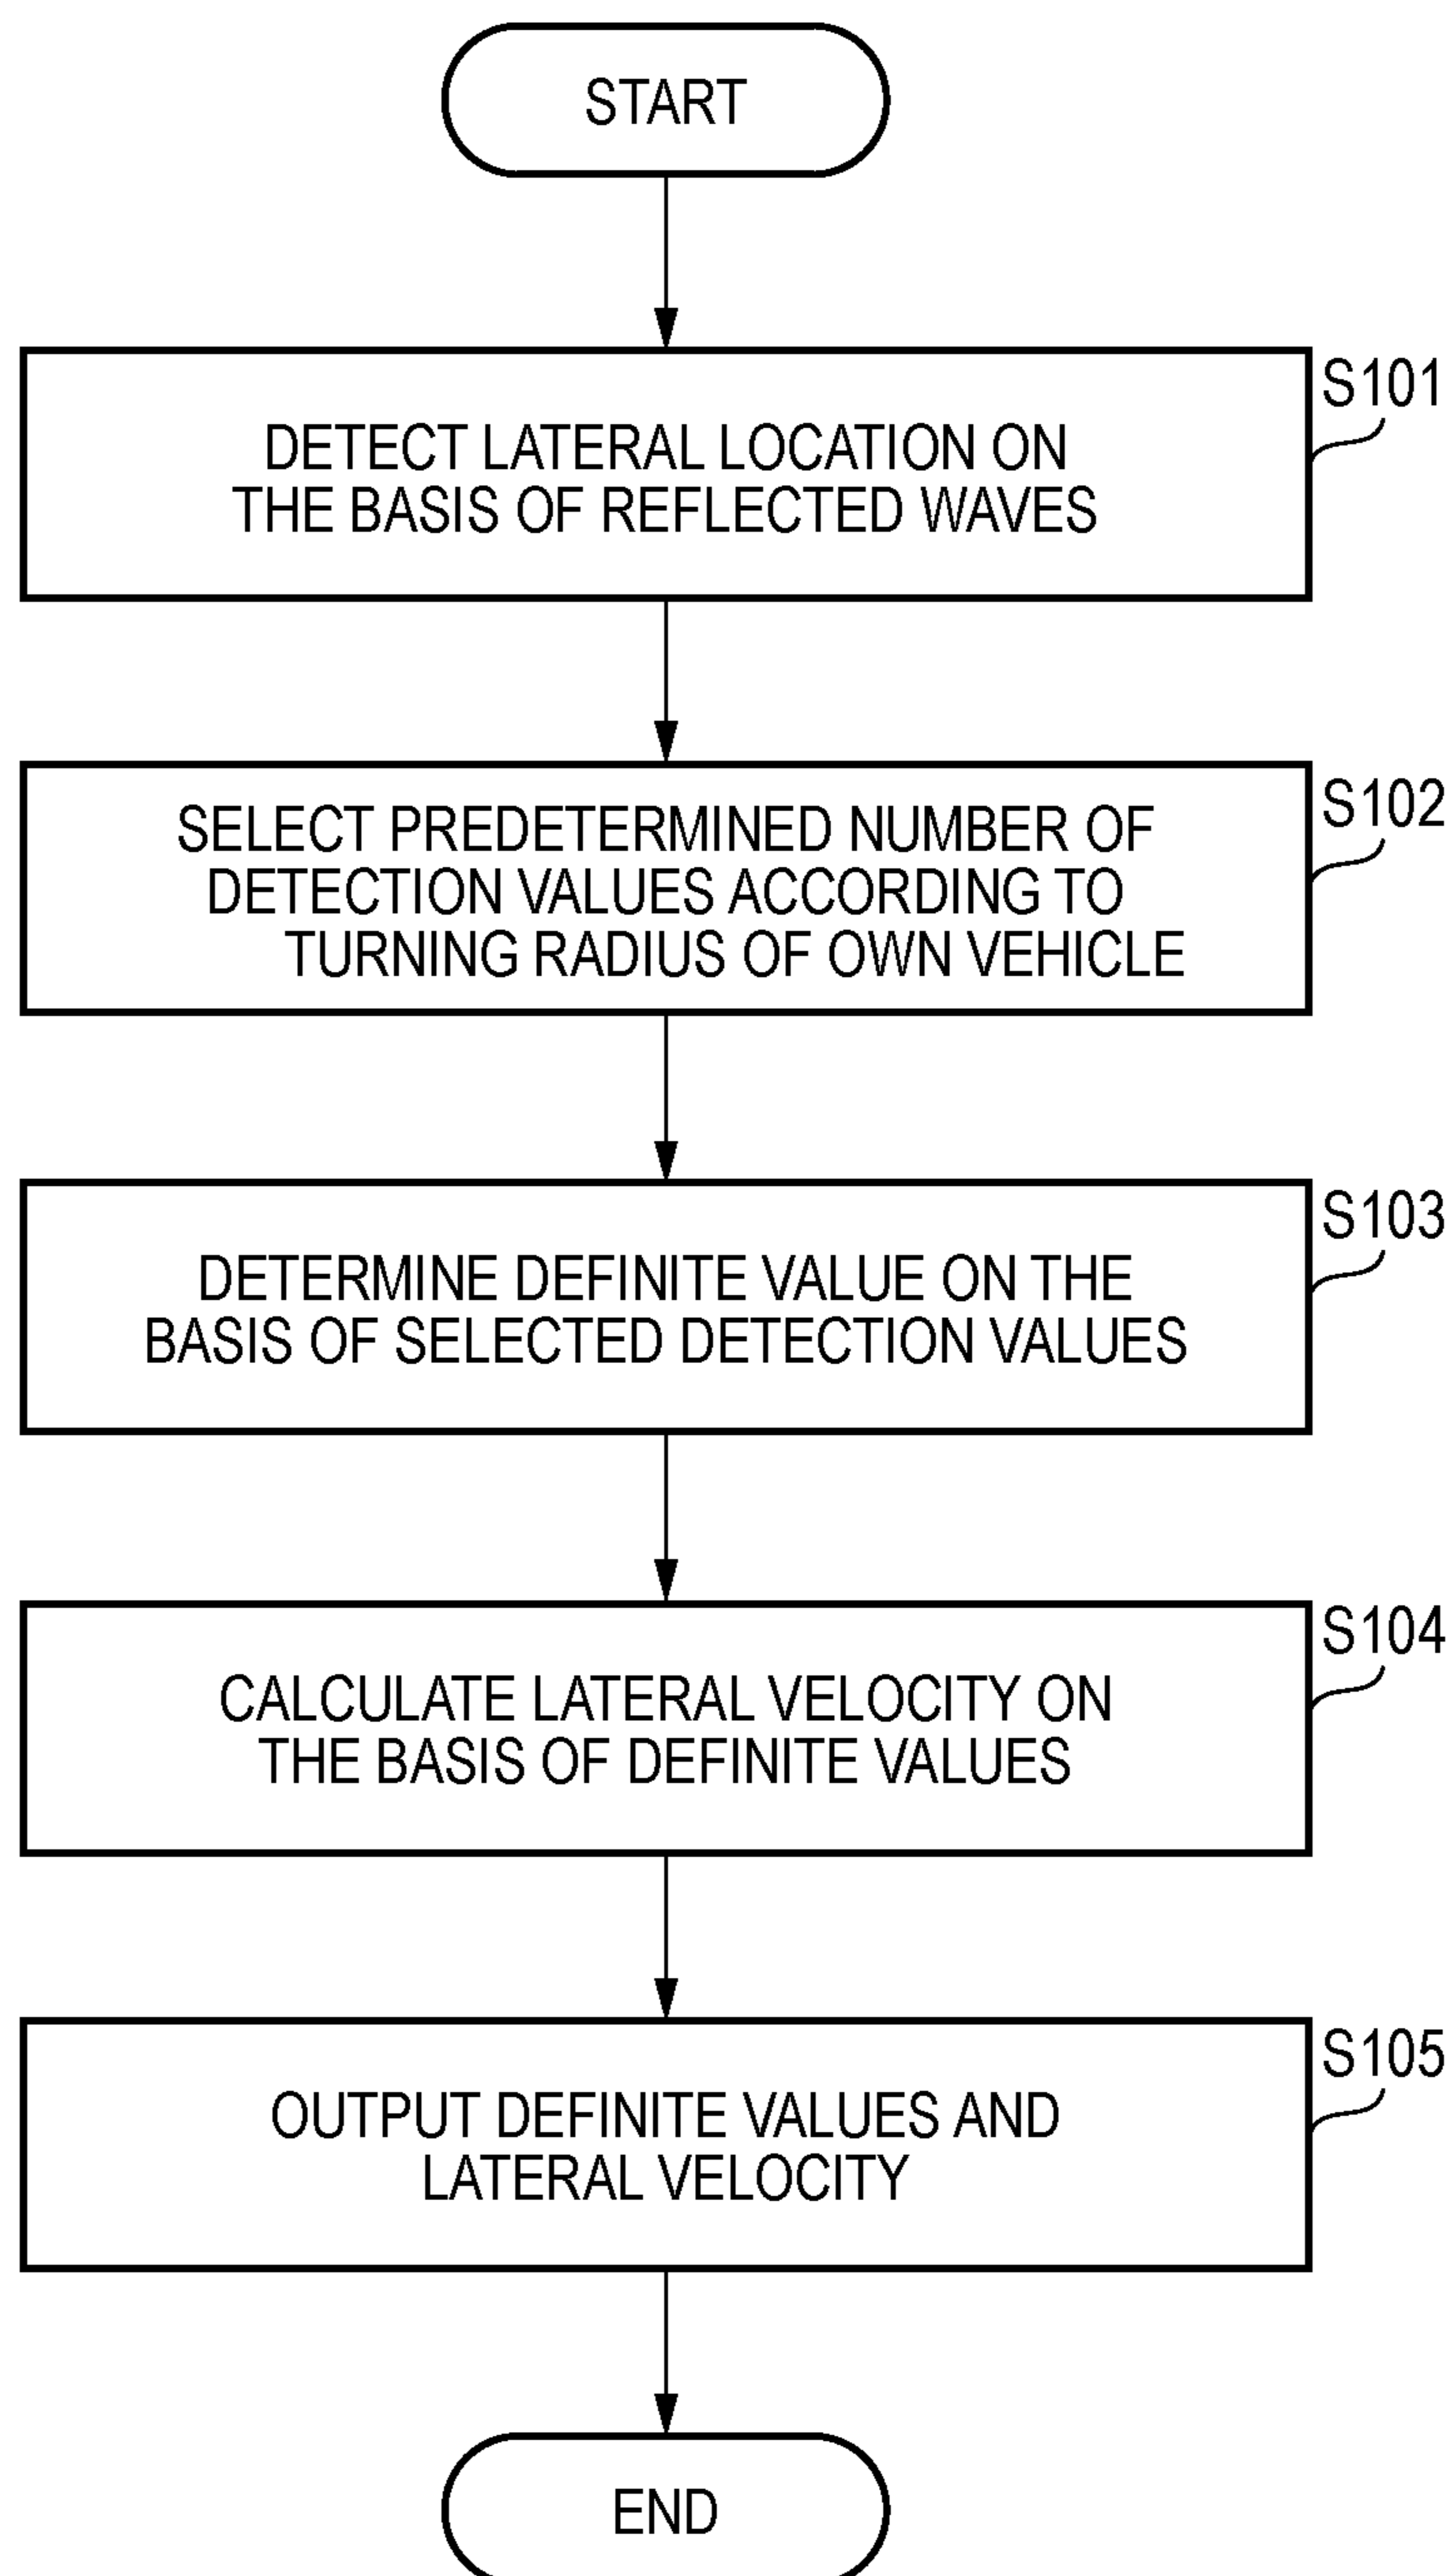 START
S101
DETECT LATERAL LOCATION ON
THE BASIS OF REFLECTED WAVES
S102
SELECT PREDETERMINED NUMBER OF
DETECTION VALUES ACCORDING TO
TURNING RADIUS OF OWN VEHICLE
S103
DETERMINE DEFINITE VALUE ON THE
BASIS OF SELECTED DETECTION VALUES
S104
CALCULATE LATERAL VELOCITY ON
THE BASIS OF DEFINITE VALUES
S105
OUTPUT DEFINITE VALUES AND
LATERAL VELOCITY
END